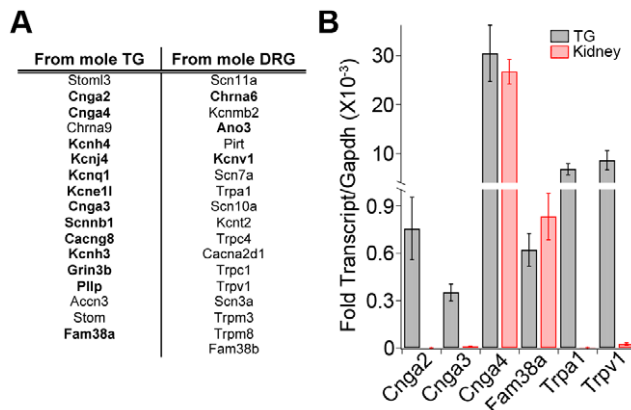 A
From mole TG From mole DRG
Stoml3 Scn11a
Cnga2 Chrna6
Cnga4 Kcnmb2
Chrna9 Ano3
Kcnh4 Pirt
Kcnj4 Kcnv1
Kcnq1 Scn7a
Kcne1l Trpa1
Cnga3 Scn10a
Scnnb1 Kcnt2
Cacng8 Trpc4
Kcnh3 Cacna2d1
Grin3b Trpc1
Pllp Trpv1
Accn3 Scn3a
Stom Trpm3
Fam38a Trpm8
Fam38b
B
TG
Kidney
Fold Transcript/Gapdh (X10⁻³)
30
20
10
0.9
0.6
0.3
0
Cnga2 Cnga3 Cnga4 Fam38a Trpa1 Trpv1